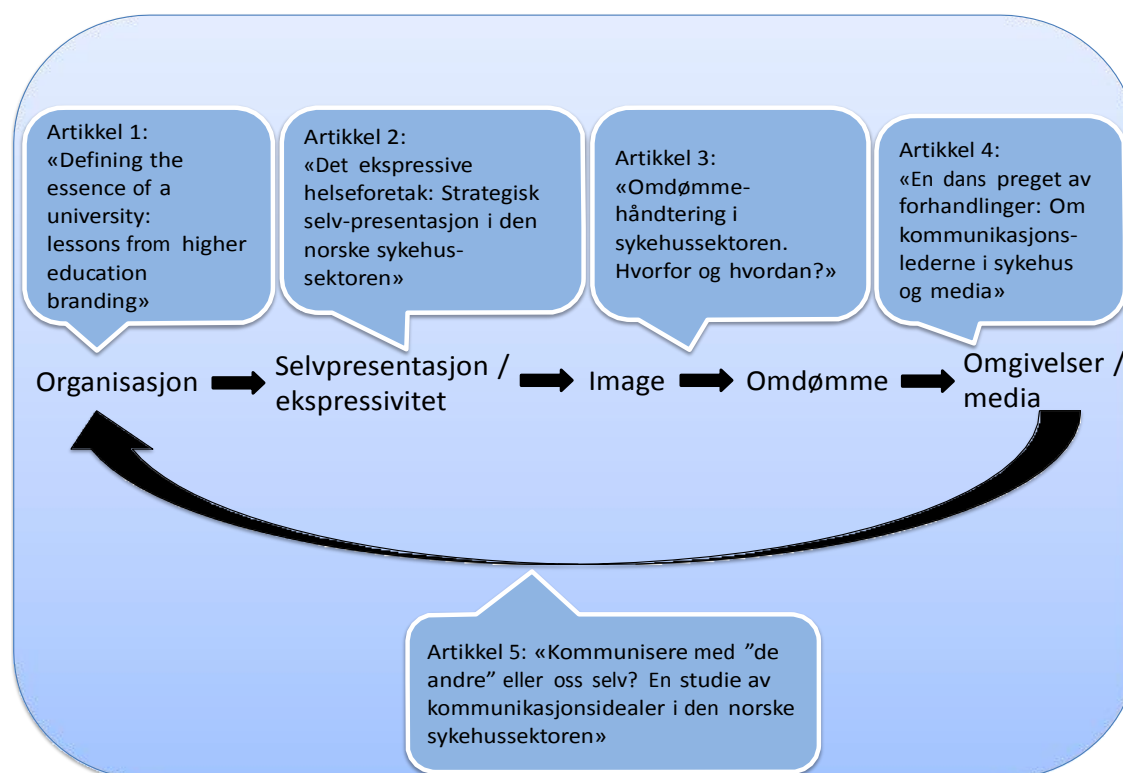 Artikkel 1:
«Defining the
essence of a
university:
lessons from higher
education
branding»
Artikkel 2:
«Det ekspressive
helseforetak: Strategisk
selv-presentasjon i den
norske sykehus-
sektoren»
Artikkel 3:
«Omdømme-
håndtering i
sykehussektoren.
Hvorfor og hvordan?»
Artikkel 4:
«En dans preget av
forhandlinger: Om
kommunikasjons-
lederne i sykehus
og media»
Organisasjon
Selvpresentasjon /
ekspressivitet
Image
Omdømme
Omgivelser /
media
Artikkel 5: «Kommunisere med ”de
andre” eller oss selv? En studie av
kommunikasjonsidealer i den norske
sykehussektoren»